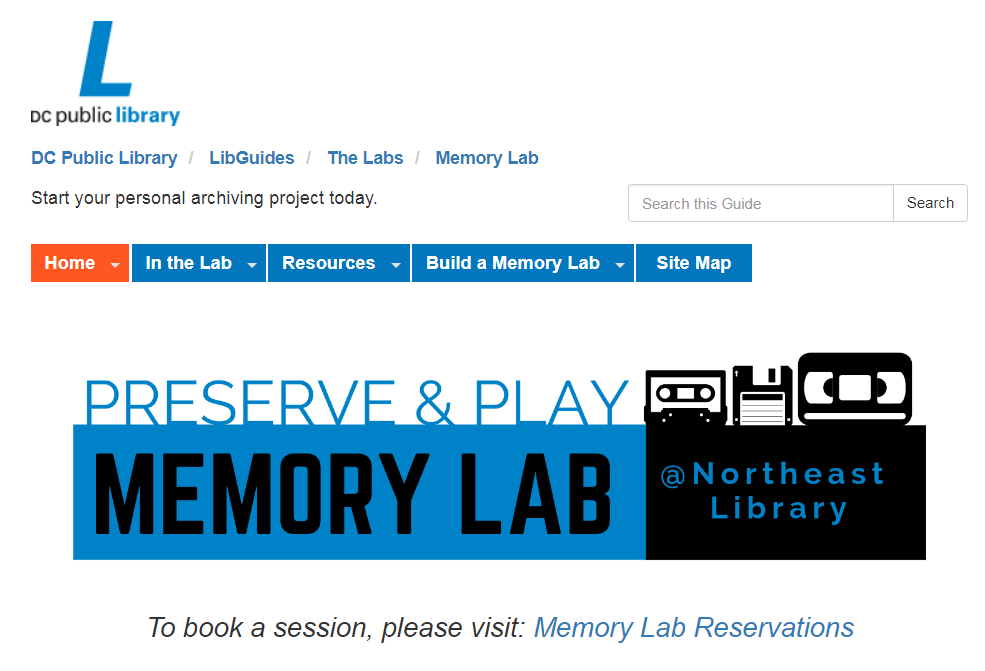 L
DC public library
DC Public Library / LibGuides / The Labs / Memory Lab
Start your personal archiving project today.
Search this Guide Search
Home In the Lab Resources Build a Memory Lab Site Map
PRESERVE & PLAY
MEMORY LAB
@Northeast
Library
To book a session, please visit: Memory Lab Reservations